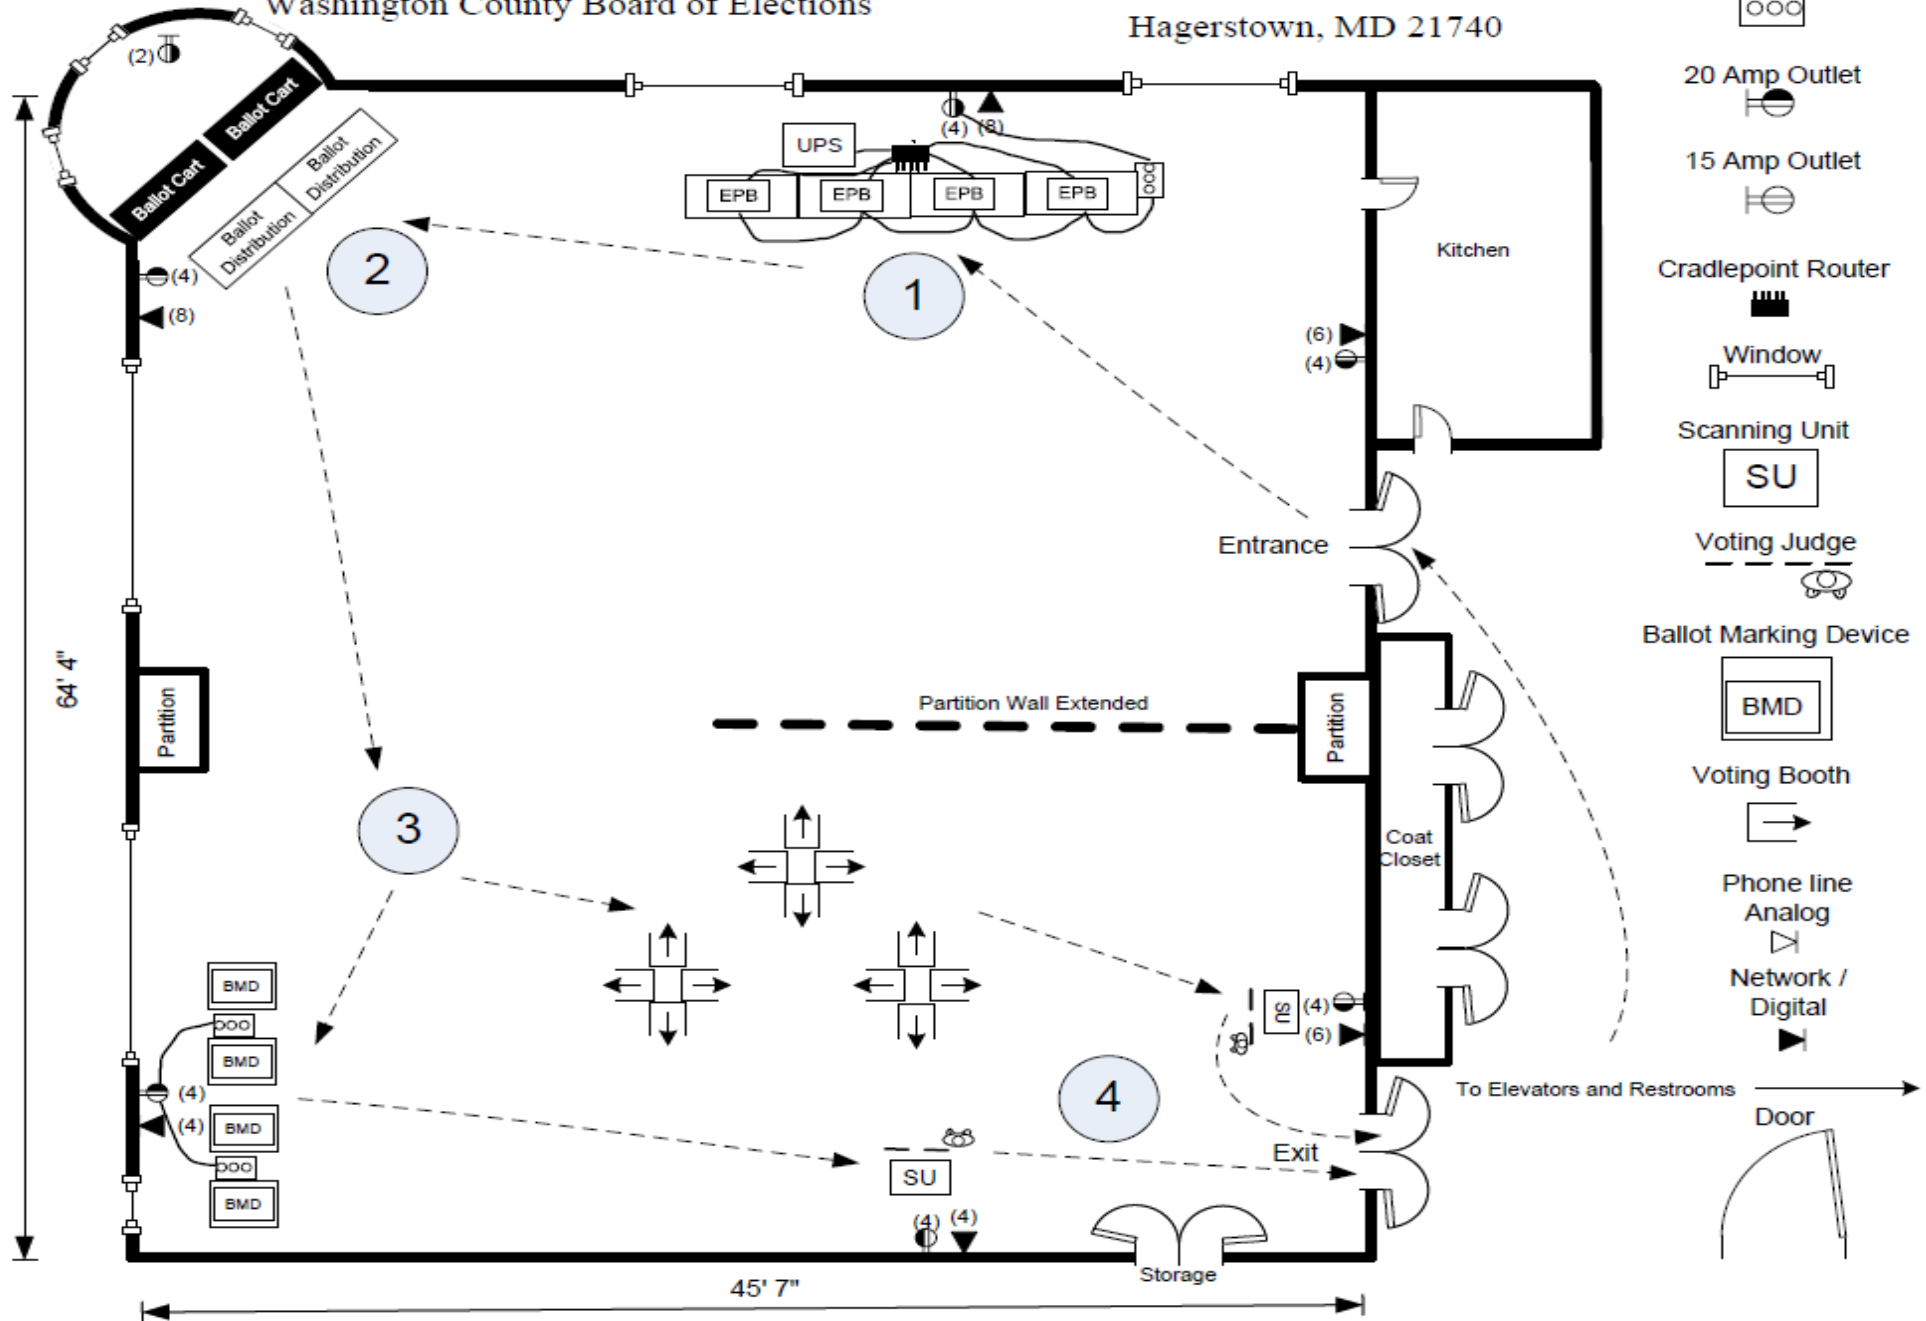 Washington County Board of Elections
Hagerstown, MD 21740
(2)
Ballot Cart
Ballot Cart
Ballot
Distribution
Ballot
Distribution
(4)
(8)
UPS
(4) (8)
EPB
EPB
EPB
EPB
2
1
Kitchen
(6)
(4)
Entrance
64' 4"
Partition
Partition Wall Extended
Partition
3
Coat
Closet
BMD
BMD
(4)
(4)
BMD
BMD
SU
(4)
(6)
4
Exit
SU
(4)
(4)
Storage
45' 7"
To Elevators and Restrooms
20 Amp Outlet
15 Amp Outlet
Cradlepoint Router
Window
Scanning Unit
SU
Voting Judge
Ballot Marking Device
BMD
Voting Booth
Phone line
Analog
Network /
Digital
Door